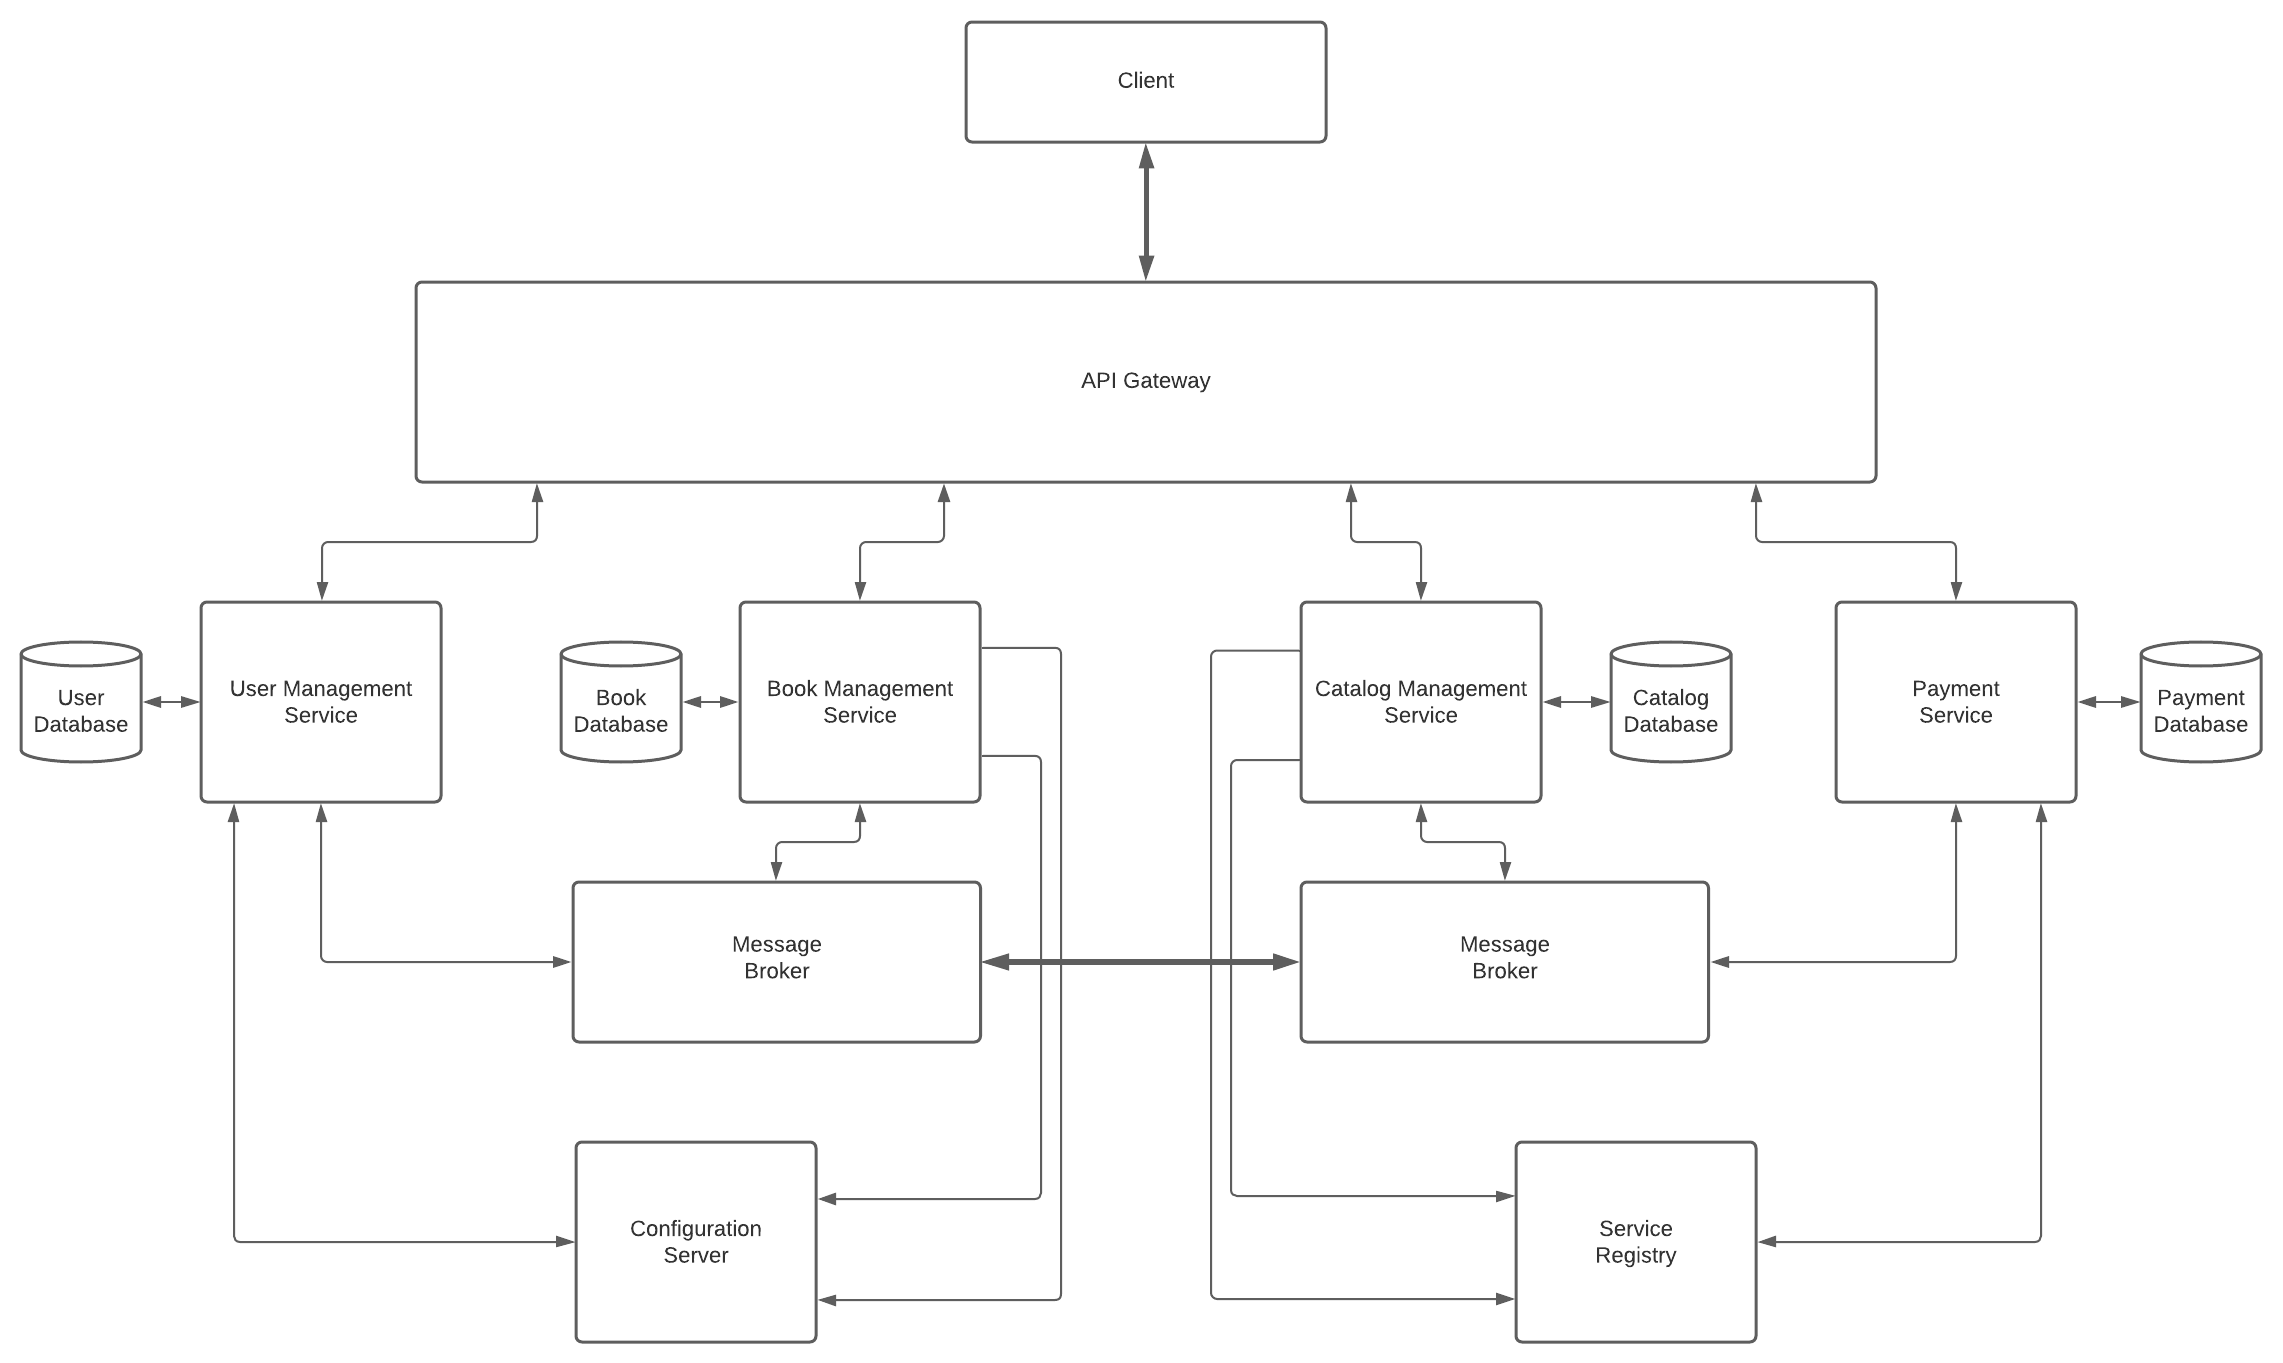 Client
API Gateway
User
Database
User Management
Service
Book
Database
Book Management
Service
Catalog Management
Service
Catalog
Database
Payment
Service
Payment
Database
Message
Broker
Message
Broker
Configuration
Server
Service
Registry